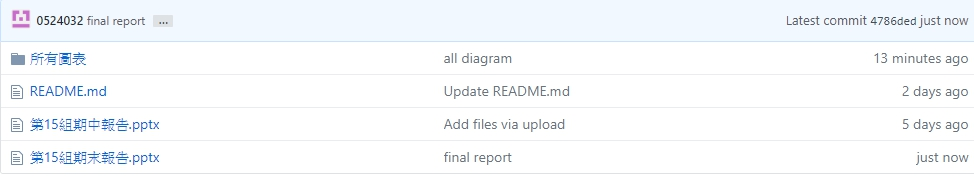 0524032 final report ... Latest commit 4786ded just now
所有圖表 all diagram 13 minutes ago
README.md Update README.md 2 days ago
第15組期中報告.pptx Add files via upload 5 days ago
第15組期末報告.pptx final report just now